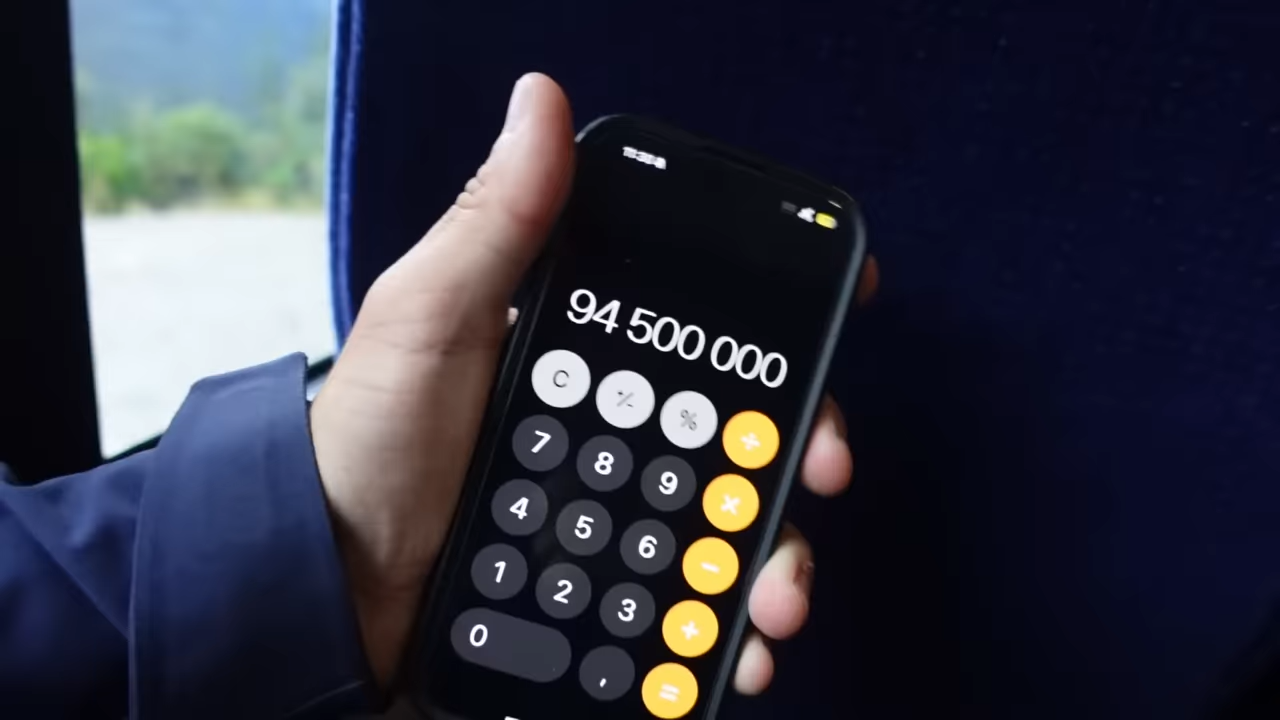 94 500 000
C +/- % ÷
7 8 9 ×
4 5 6 −
1 2 3 +
0 , =